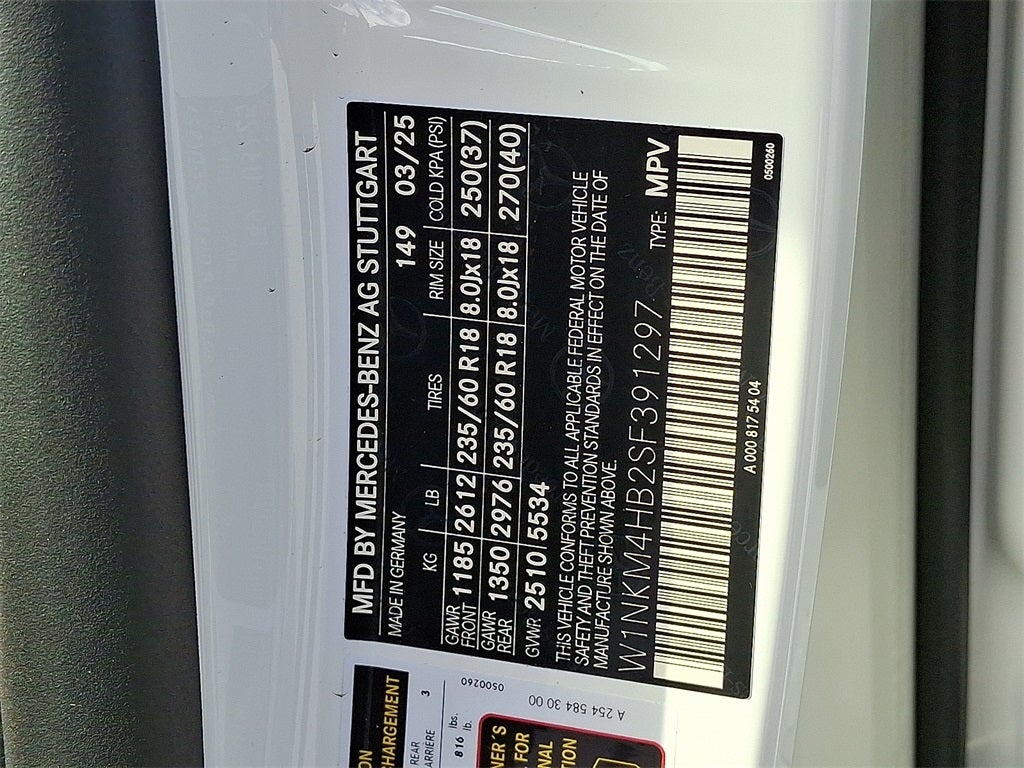 MFD BY MERCEDES-BENZ AG STUTTGART
MADE IN GERMANY 149 03/25
KG LB TIRES RIM SIZE COLD KPA (PSI)
GAWR FRONT 1185 2612 235/60 R18 8.0Jx18 250(37)
GAWR REAR 1350 2976 235/60 R18 8.0Jx18 270(40)
GVWR 2510 5534
THIS VEHICLE CONFORMS TO ALL APPLICABLE FEDERAL MOTOR VEHICLE
SAFETY AND THEFT PREVENTION STANDARDS IN EFFECT ON THE DATE OF
MANUFACTURE SHOWN ABOVE.
W1NKM4HB2SF391297 TYPE: MPV
A 000 817 54 04
0500260
CHARGEMENT
REAR
3
816 lbs.
lb.
0500260
A 254 584 30 00
FOR